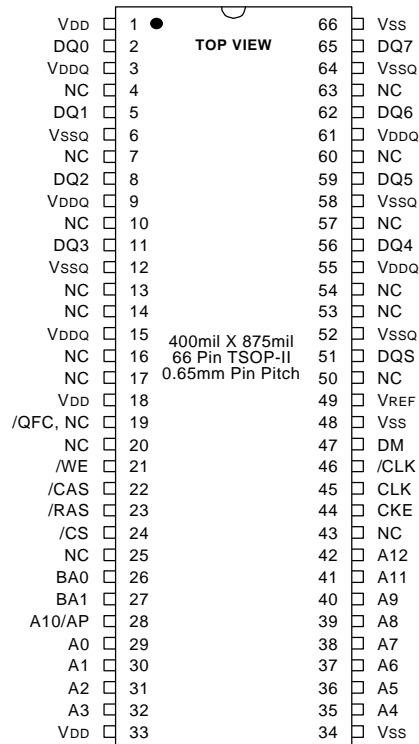 VDD 1 66 VSS
DQ0 2 TOP VIEW 65 DQ7
VDDQ 3 64 VSSQ
NC 4 63 NC
DQ1 5 62 DQ6
VSSQ 6 61 VDDQ
NC 7 60 NC
DQ2 8 59 DQ5
VDDQ 9 58 VSSQ
NC 10 57 NC
DQ3 11 56 DQ4
VSSQ 12 55 VDDQ
NC 13 54 NC
NC 14 53 NC
VDDQ 15 52 VSSQ
400mil X 875mil
NC 16 51 DQS
66 Pin TSOP-II
NC 17 50 NC
0.65mm Pin Pitch
VDD 18 49 VREF
/QFC, NC 19 48 VSS
NC 20 47 DM
/WE 21 46 /CLK
/CAS 22 45 CLK
/RAS 23 44 CKE
/CS 24 43 NC
NC 25 42 A12
BA0 26 41 A11
BA1 27 40 A9
A10/AP 28 39 A8
A0 29 38 A7
A1 30 37 A6
A2 31 36 A5
A3 32 35 A4
VDD 33 34 VSS